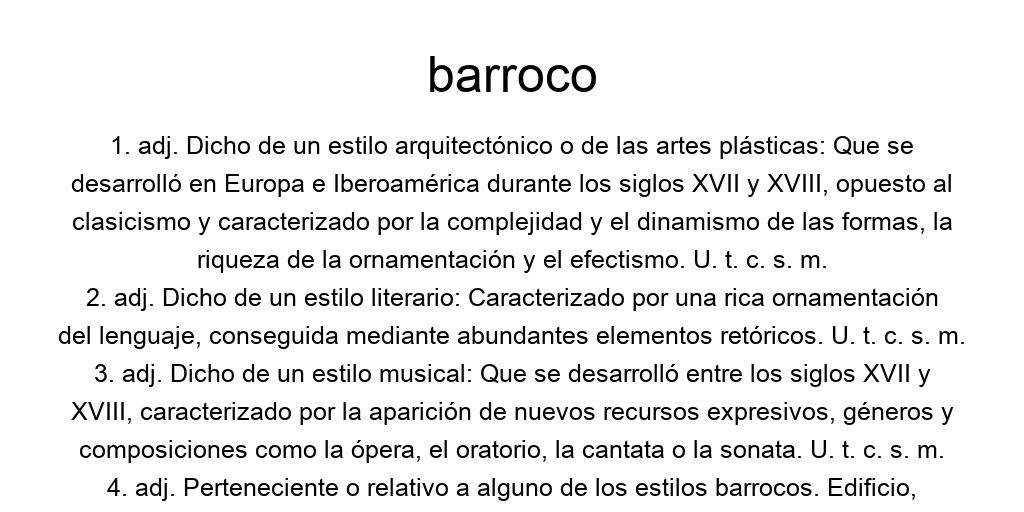 barroco
1. adj. Dicho de un estilo arquitectónico o de las artes plásticas: Que se
desarrolló en Europa e Iberoamérica durante los siglos XVII y XVIII, opuesto al
clasicismo y caracterizado por la complejidad y el dinamismo de las formas, la
riqueza de la ornamentación y el efectismo. U. t. c. s. m.
2. adj. Dicho de un estilo literario: Caracterizado por una rica ornamentación
del lenguaje, conseguida mediante abundantes elementos retóricos. U. t. c. s. m.
3. adj. Dicho de un estilo musical: Que se desarrolló entre los siglos XVII y
XVIII, caracterizado por la aparición de nuevos recursos expresivos, géneros y
composiciones como la ópera, el oratorio, la cantata o la sonata. U. t. c. s. m.
4. adj. Perteneciente o relativo a alguno de los estilos barrocos. Edificio,